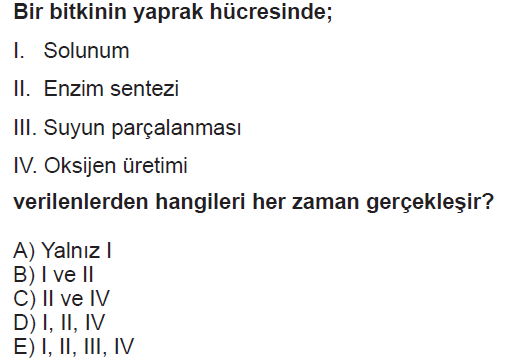 Bir bitkinin yaprak hücresinde;
I. Solunum
II. Enzim sentezi
III. Suyun parçalanması
IV. Oksijen üretimi
verilenlerden hangileri her zaman gerçekleşir?
A) Yalnız I
B) I ve II
C) II ve IV
D) I, II, IV
E) I, II, III, IV